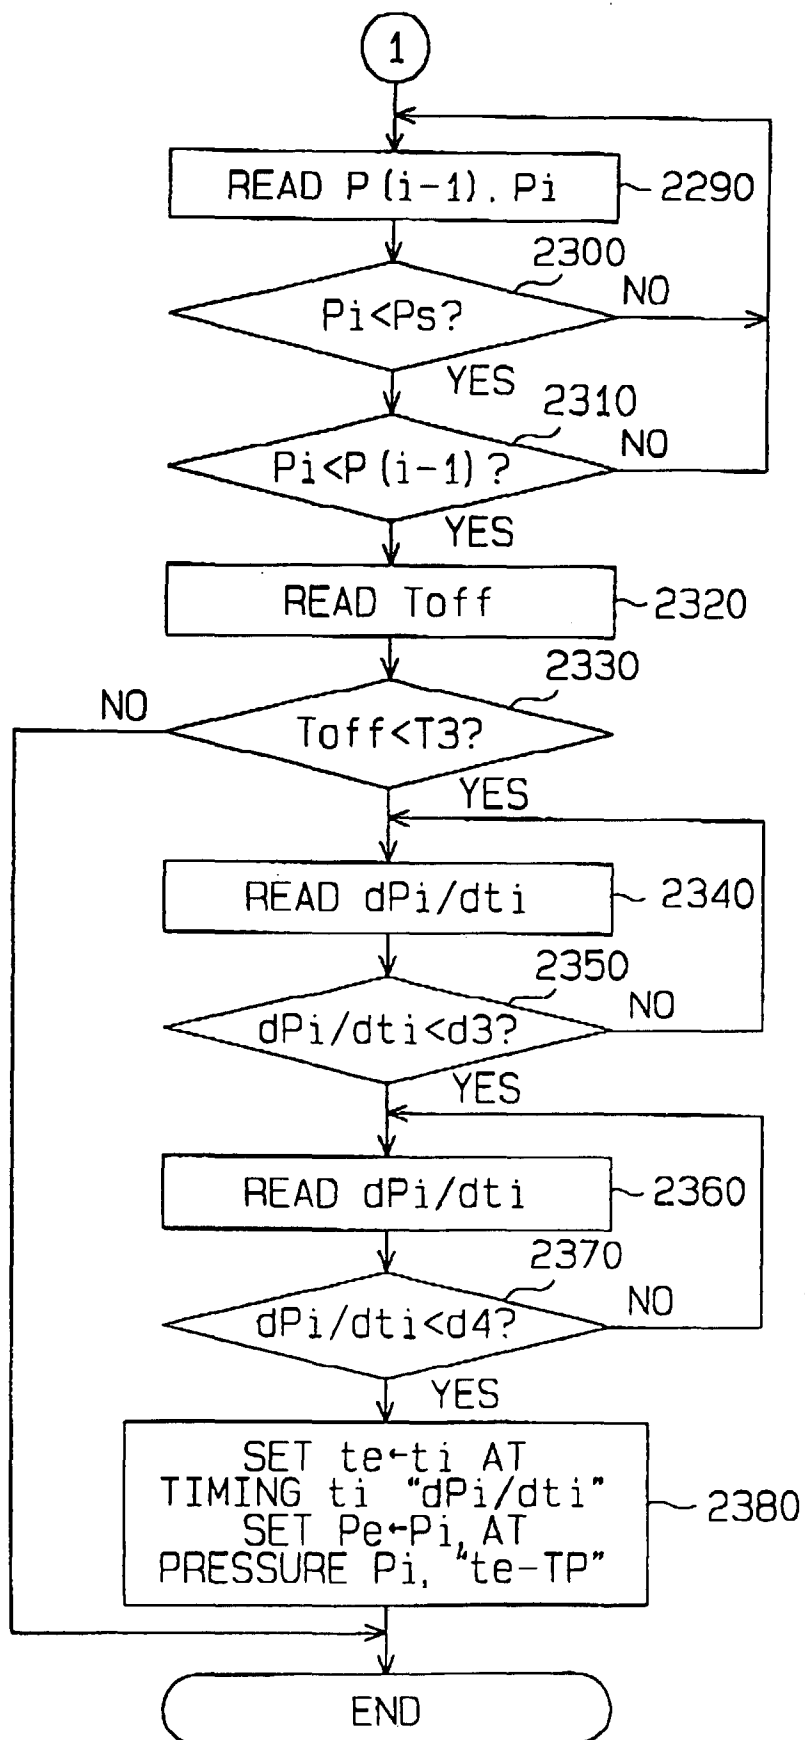 1
READ P(i-1). Pi
2290
2300
Pi<Ps?
NO
YES
2310
Pi<P(i-1)?
NO
YES
READ Toff
2320
2330
NO
Toff<T3?
YES
READ dPi/dti
2340
2350
dPi/dti<d3?
NO
YES
READ dPi/dti
2360
2370
dPi/dti<d4?
NO
YES
SET te←ti AT
TIMING ti "dPi/dti"
SET Pe←Pi, AT
PRESSURE Pi, "te-TP"
2380
END